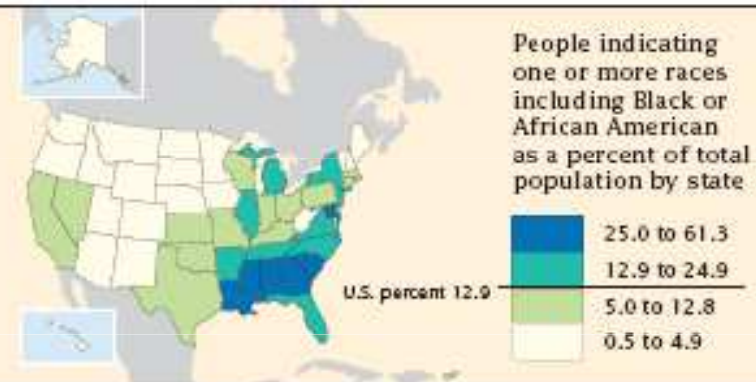 People indicating
one or more races
including Black or
African American
as a percent of total
population by state
25.0 to 61.3
12.9 to 24.9
U.S. percent 12.9
5.0 to 12.8
0.5 to 4.9